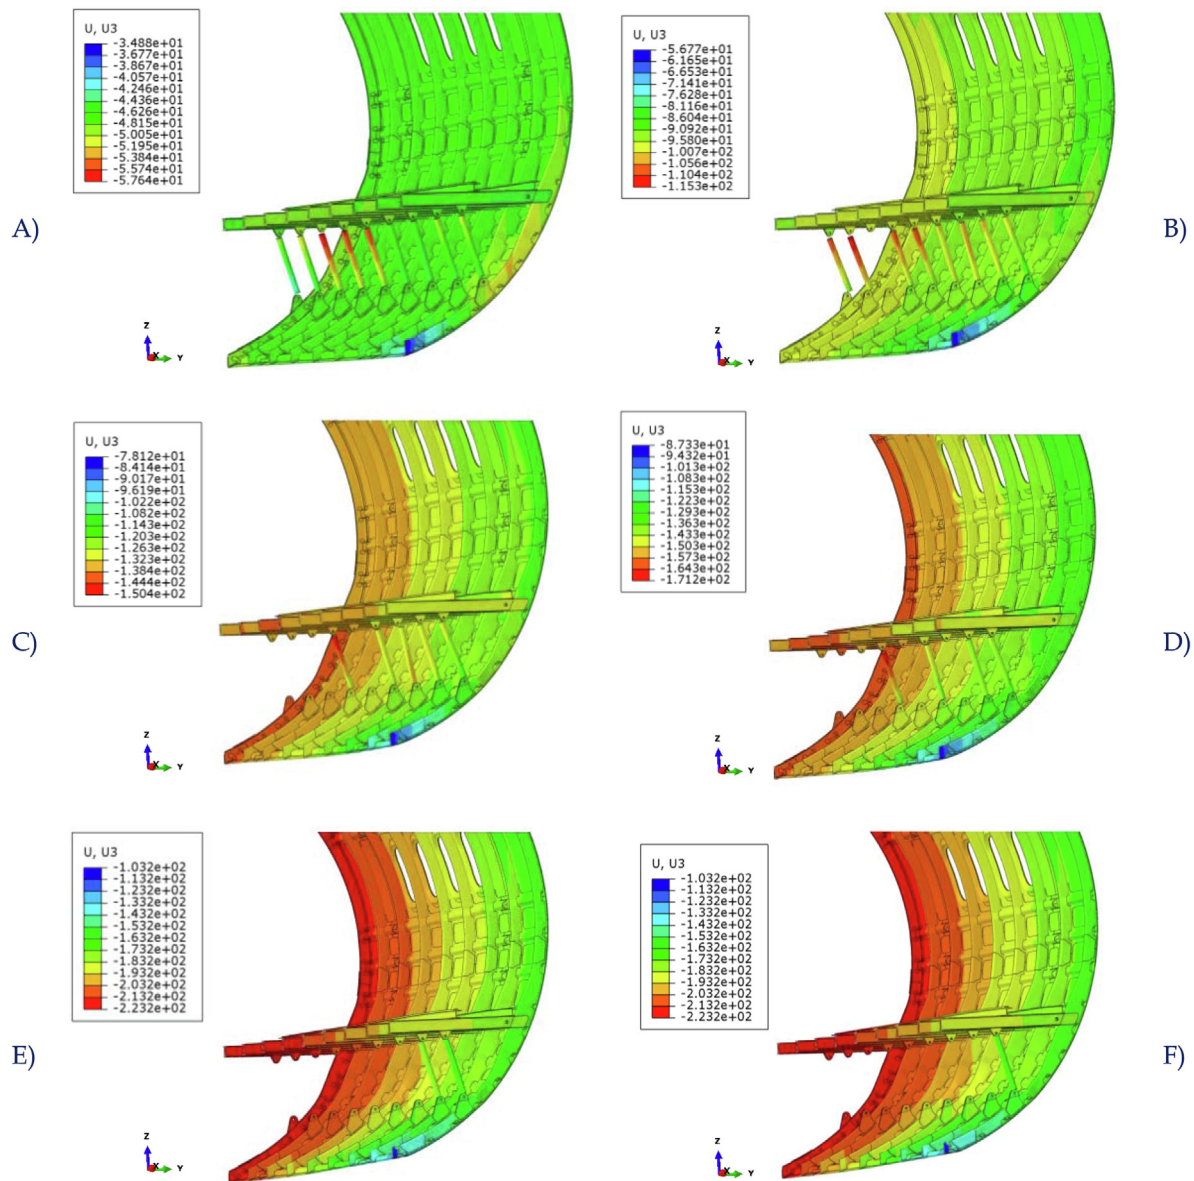 A)
U, U3
-3.488e+01
-3.677e+01
-3.867e+01
-4.057e+01
-4.246e+01
-4.436e+01
-4.626e+01
-4.815e+01
-5.005e+01
-5.195e+01
-5.384e+01
-5.574e+01
-5.764e+01
Z
X
Y
B)
U, U3
-5.677e+01
-6.165e+01
-6.653e+01
-7.141e+01
-7.628e+01
-8.116e+01
-8.604e+01
-9.092e+01
-9.580e+01
-1.007e+02
-1.056e+02
-1.104e+02
-1.153e+02
Z
X
Y
C)
U, U3
-7.812e+01
-8.414e+01
-9.017e+01
-9.619e+01
-1.022e+02
-1.082e+02
-1.143e+02
-1.203e+02
-1.263e+02
-1.323e+02
-1.384e+02
-1.444e+02
-1.504e+02
Z
X
Y
D)
U, U3
-8.733e+01
-9.432e+01
-1.013e+02
-1.083e+02
-1.153e+02
-1.223e+02
-1.293e+02
-1.363e+02
-1.433e+02
-1.503e+02
-1.573e+02
-1.643e+02
-1.712e+02
Z
X
Y
E)
U, U3
-1.032e+02
-1.132e+02
-1.232e+02
-1.332e+02
-1.432e+02
-1.532e+02
-1.632e+02
-1.732e+02
-1.832e+02
-1.932e+02
-2.032e+02
-2.132e+02
-2.232e+02
Z
X
Y
F)
U, U3
-1.032e+02
-1.132e+02
-1.232e+02
-1.332e+02
-1.432e+02
-1.532e+02
-1.632e+02
-1.732e+02
-1.832e+02
-1.932e+02
-2.032e+02
-2.132e+02
-2.232e+02
Z
X
Y